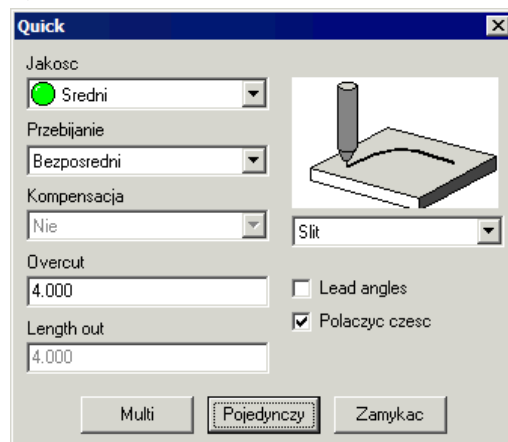 Quick
Jakosc
Sredni
Przebijanie
Bezposredni
Kompensacja
Nie
Slit
Overcut
4.000
Lead angles
Polaczyc czesc
Length out
4.000
Multi
Pojedynczy
Zamykac